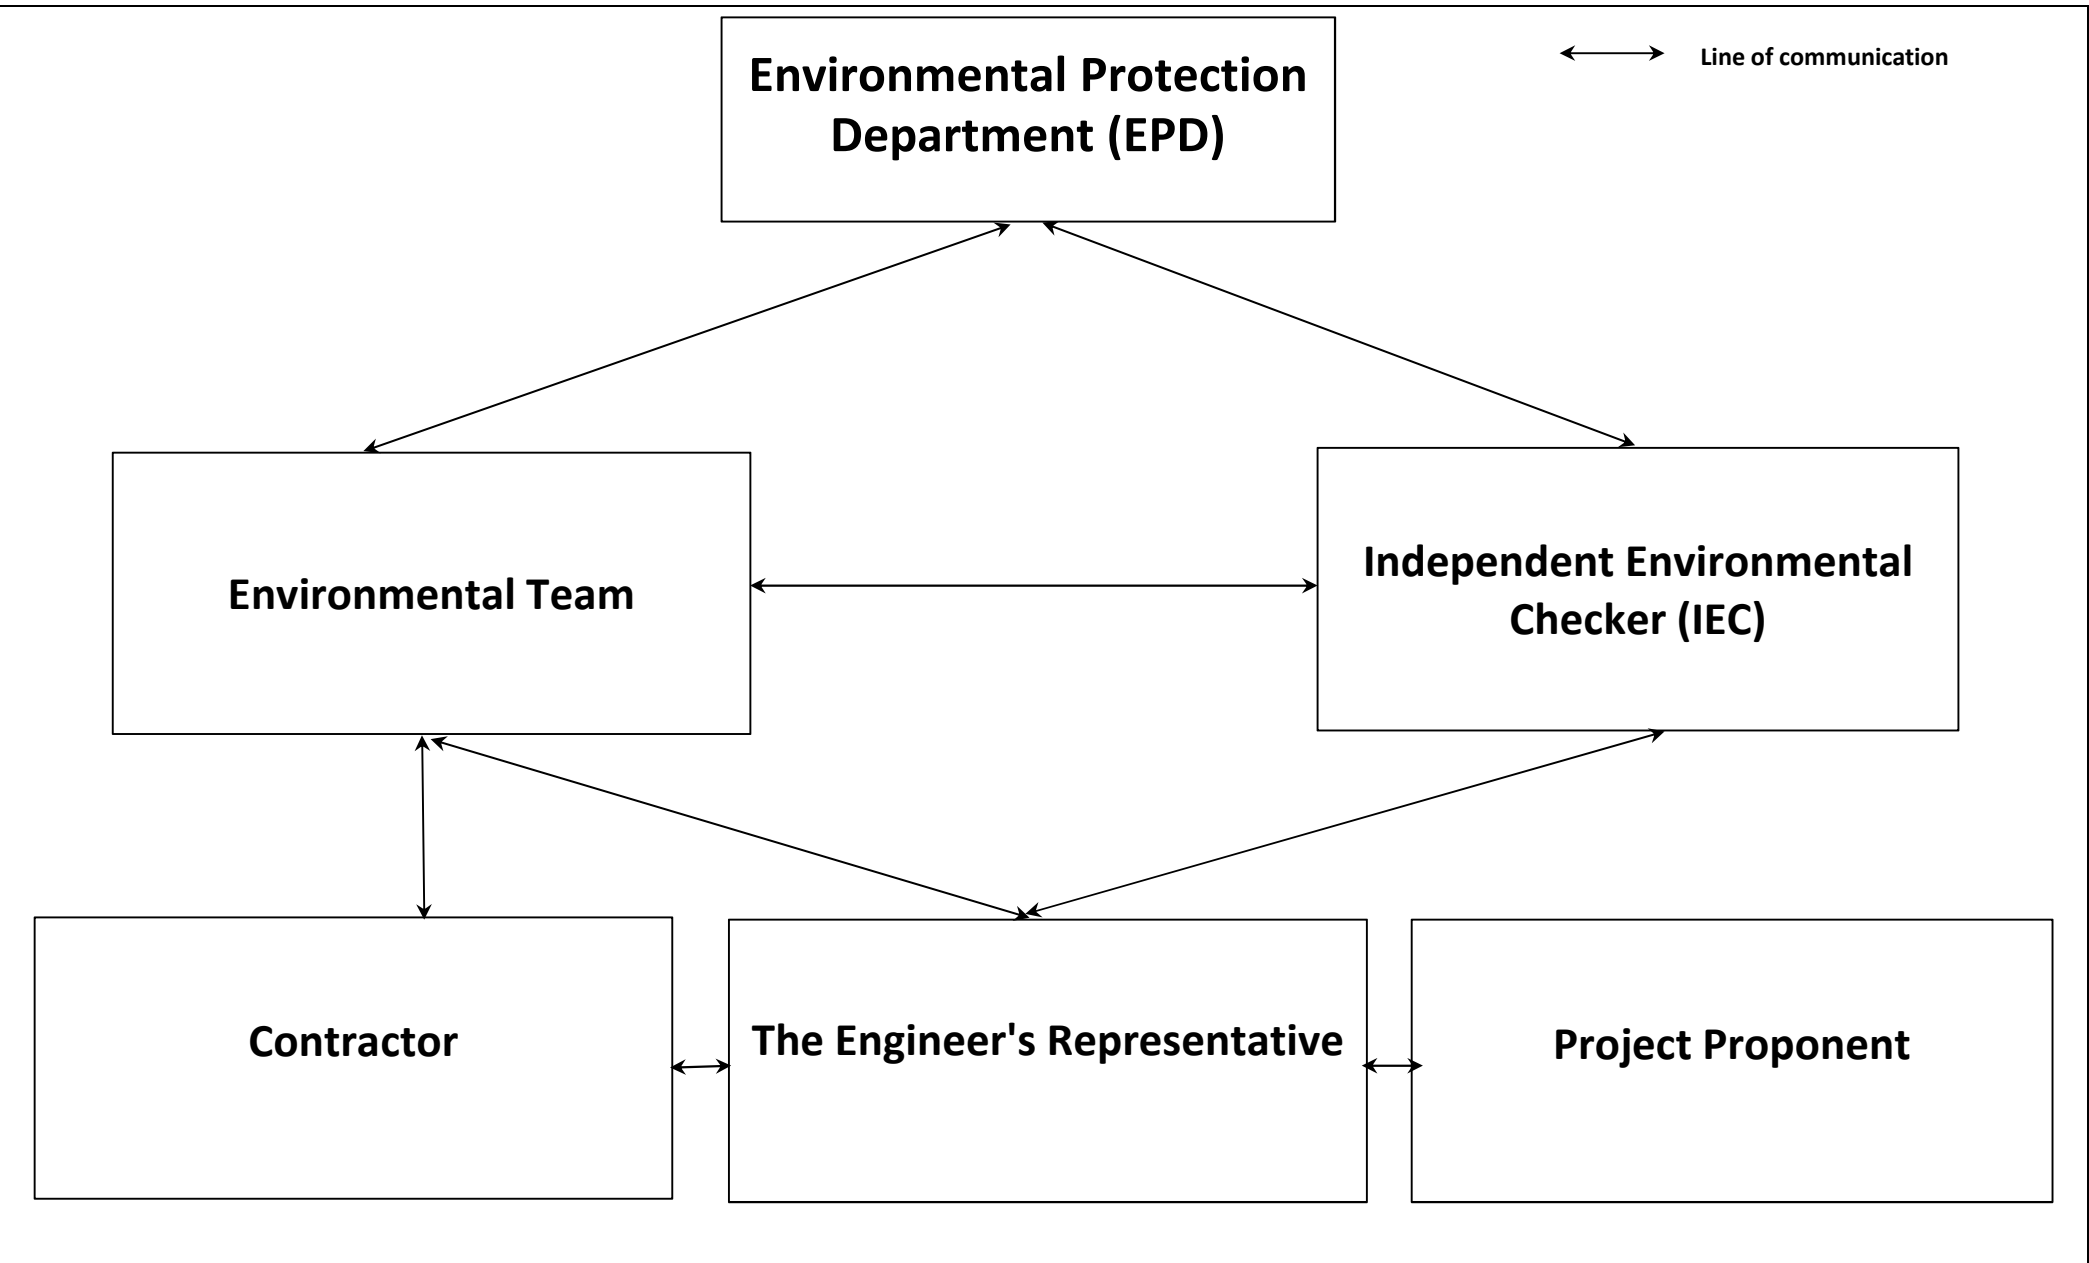 Environmental Protection
Department (EPD)
Line of communication
Environmental Team
Independent Environmental
Checker (IEC)
Contractor
The Engineer's Representative
Project Proponent